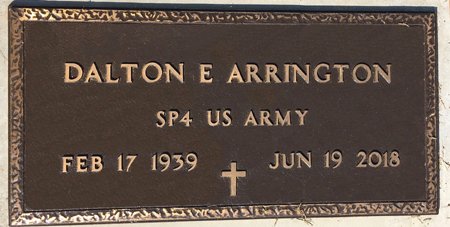 DALTON E ARRINGTON
SP4 US ARMY
FEB 17 1939 JUN 19 2018